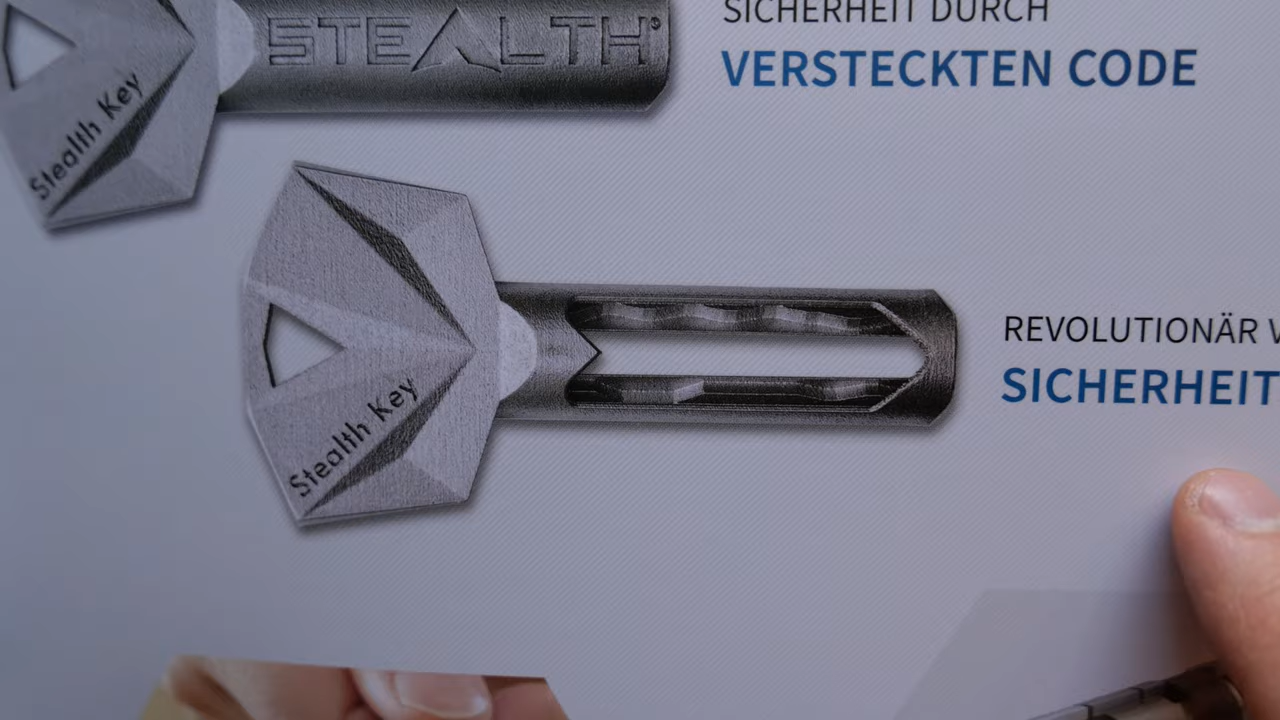 STEALTH®
Stealth Key
SICHERHEIT DURCH
VERSTECKTEN CODE
Stealth Key
REVOLUTIONÄR
SICHERHEIT